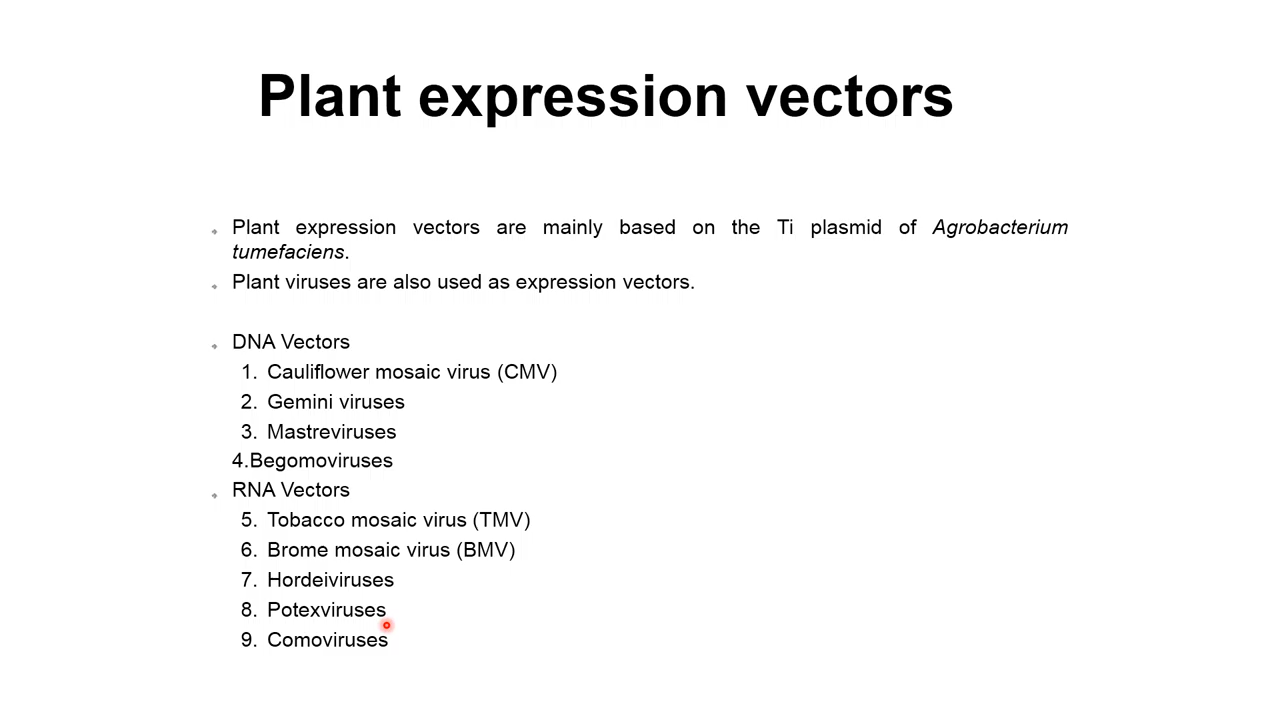 Plant expression vectors
Plant expression vectors are mainly based on the Ti plasmid of Agrobacterium
tumefaciens.
Plant viruses are also used as expression vectors.
DNA Vectors
1. Cauliflower mosaic virus (CMV)
2. Gemini viruses
3. Mastreviruses
4.Begomoviruses
RNA Vectors
5. Tobacco mosaic virus (TMV)
6. Brome mosaic virus (BMV)
7. Hordeiviruses
8. Potexviruses
9. Comoviruses